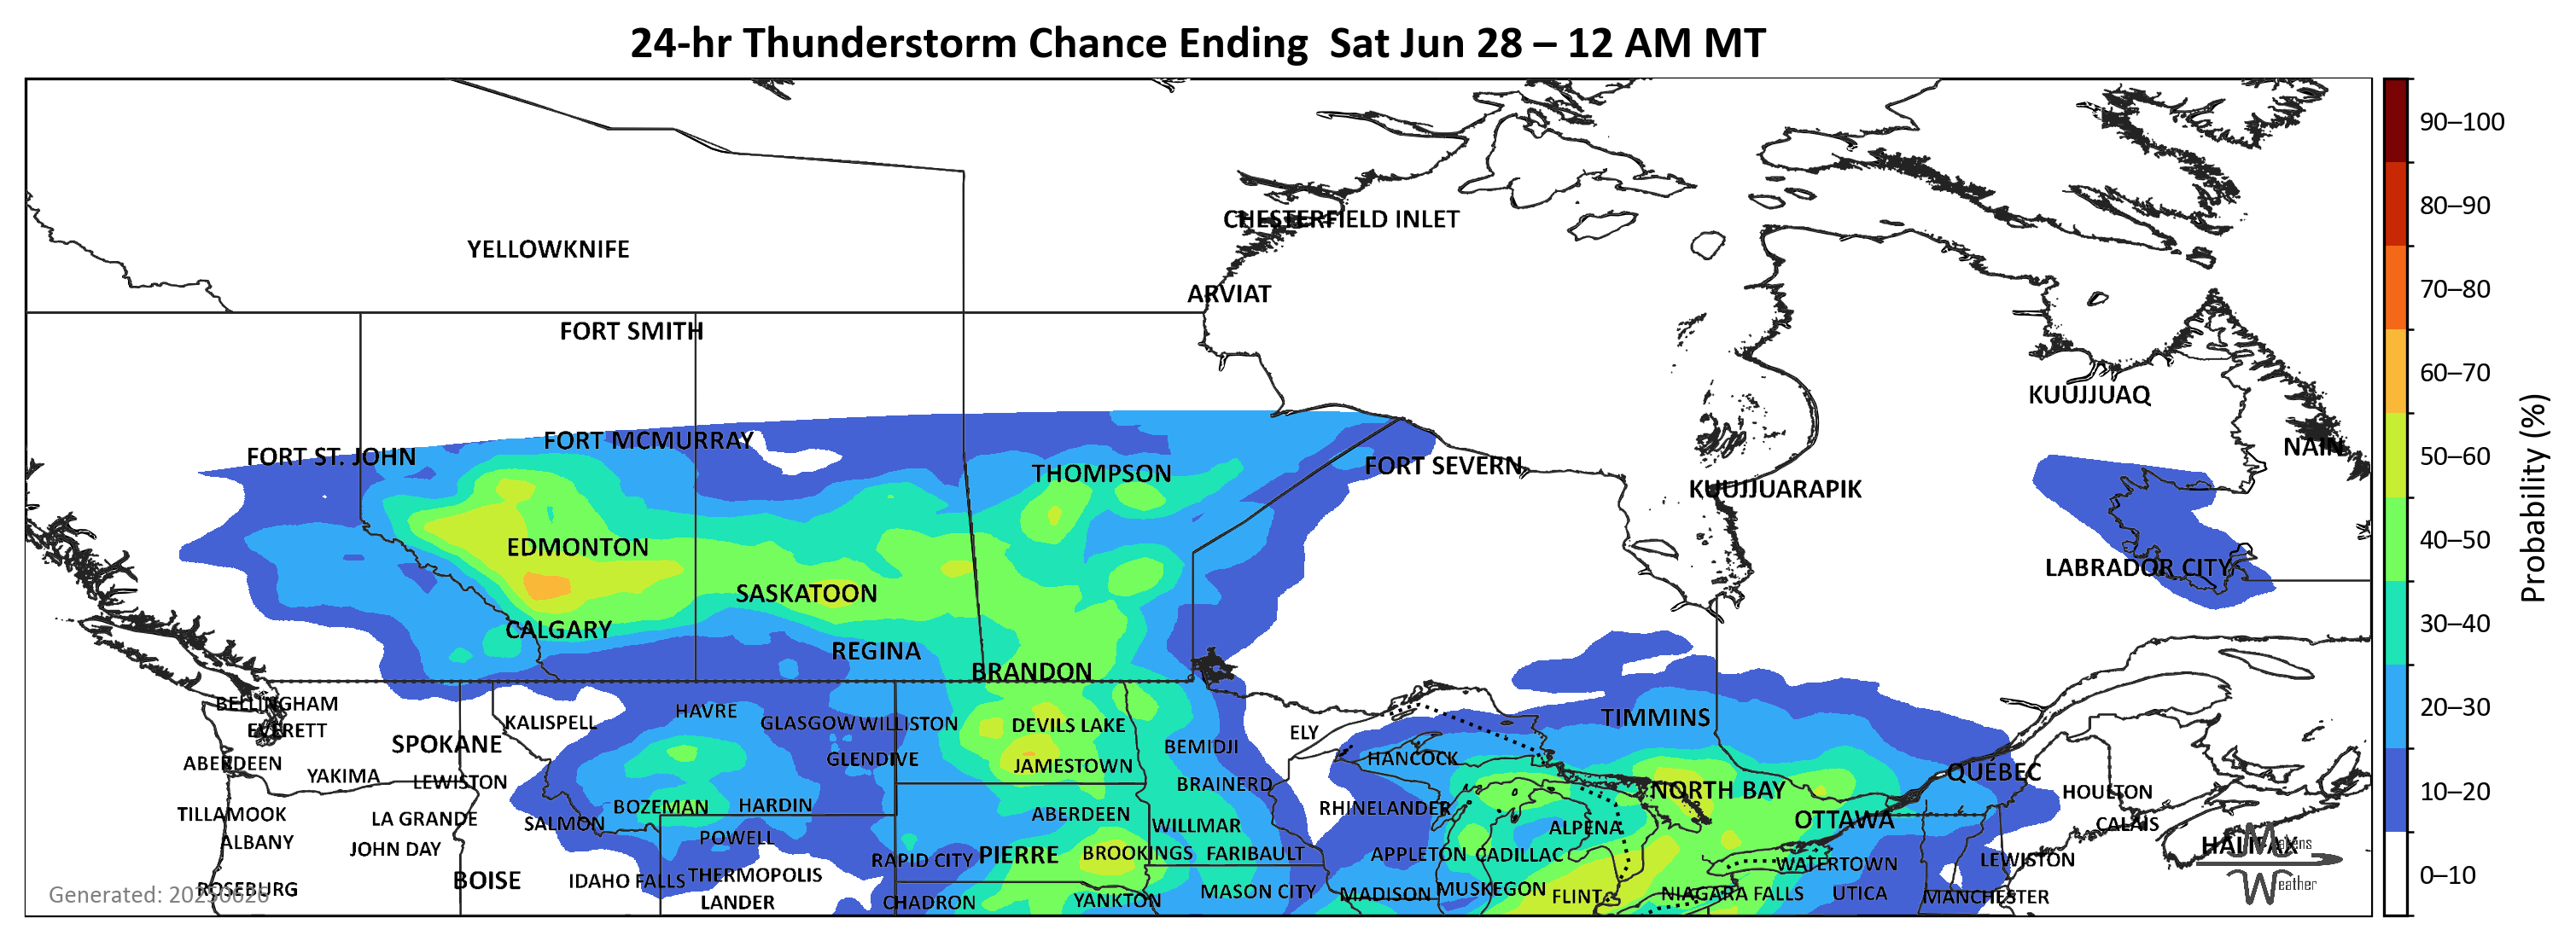 24-hr Thunderstorm Chance Ending  Sat Jun 28 – 12 AM MT
90–100
CHESTERFIELD INLET
80–90
YELLOWKNIFE
70–80
ARVIAT
FORT SMITH
60–70
KUUJJUAQ
FORT MCMURRAY
NAIN
FORT ST. JOHN
THOMPSON
FORT SEVERN
50–60
KUUJJUARAPIK
Probability (%)
EDMONTON
40–50
LABRADOR CITY
SASKATOON
CALGARY
30–40
REGINA
BRANDON
BELLINGHAM
HAVRE
20–30
KALISPELL
GLASGOW
WILLISTON
DEVILS LAKE
TIMMINS
EVERETT
ELY
SPOKANE
BEMIDJI
ABERDEEN
GLENDIVE
JAMESTOWN
HANCOCK
YAKIMA
LEWISTON
QUÉBEC
BRAINERD
NORTH BAY
HOULTON
10–20
BOZEMAN
HARDIN
RHINELANDER
TILLAMOOK
LA GRANDE
SALMON
ABERDEEN
WILLMAR
ALPENA
OTTAWA
CALAIS
ALBANY
POWELL
HALIFAX
JOHN DAY
RAPID CITY
PIERRE
BROOKINGS
FARIBAULT
APPLETON
CADILLAC
WATERTOWN
LEWISTON
BOISE
IDAHO FALLS
THERMOPOLIS
0–10
ROSEBURG
MASON CITY
MADISON
MUSKEGON
FLINT
NIAGARA FALLS
UTICA
MANCHESTER
LANDER
CHADRON
YANKTON
Generated: 20250626
Weather